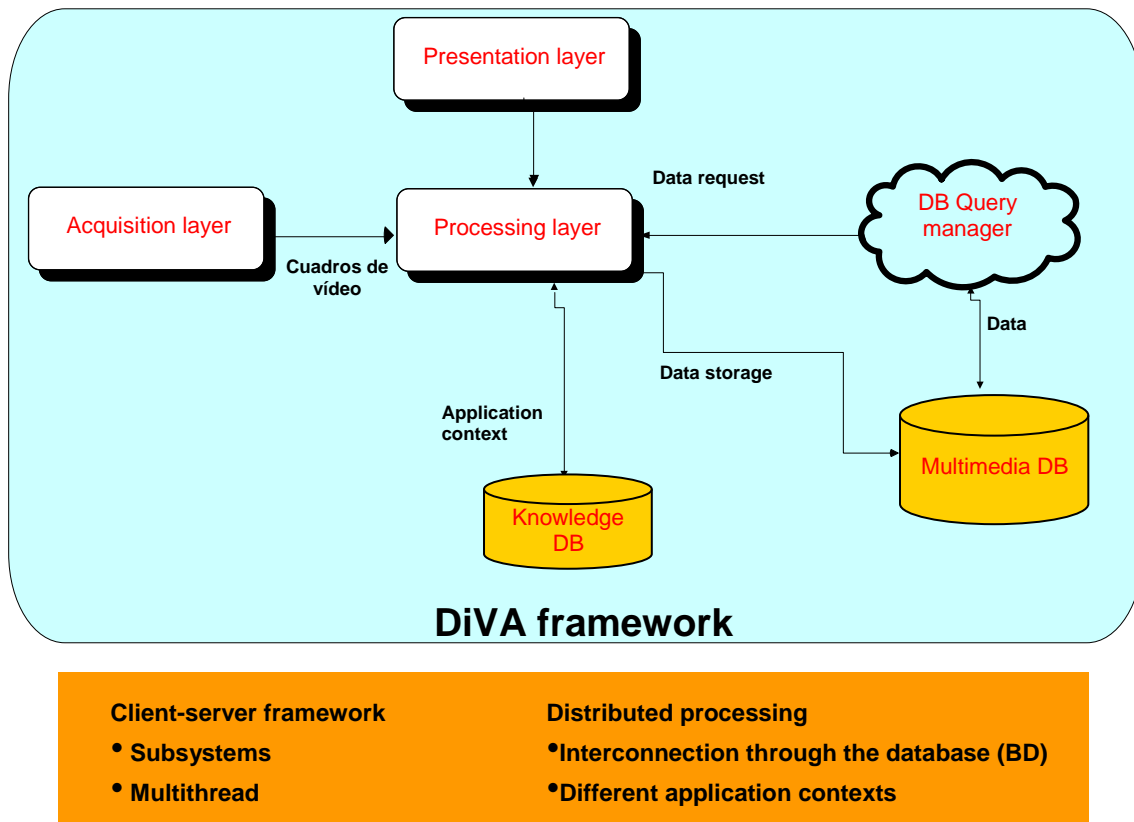 Presentation layer
Data request
DB Query
manager
Acquisition layer
Processing layer
Cuadros de
vídeo
Data
Data storage
Application
context
Multimedia DB
Knowledge
DB
DiVA framework
Client-server framework
• Subsystems
• Multithread
Distributed processing
•Interconnection through the database (BD)
•Different application contexts